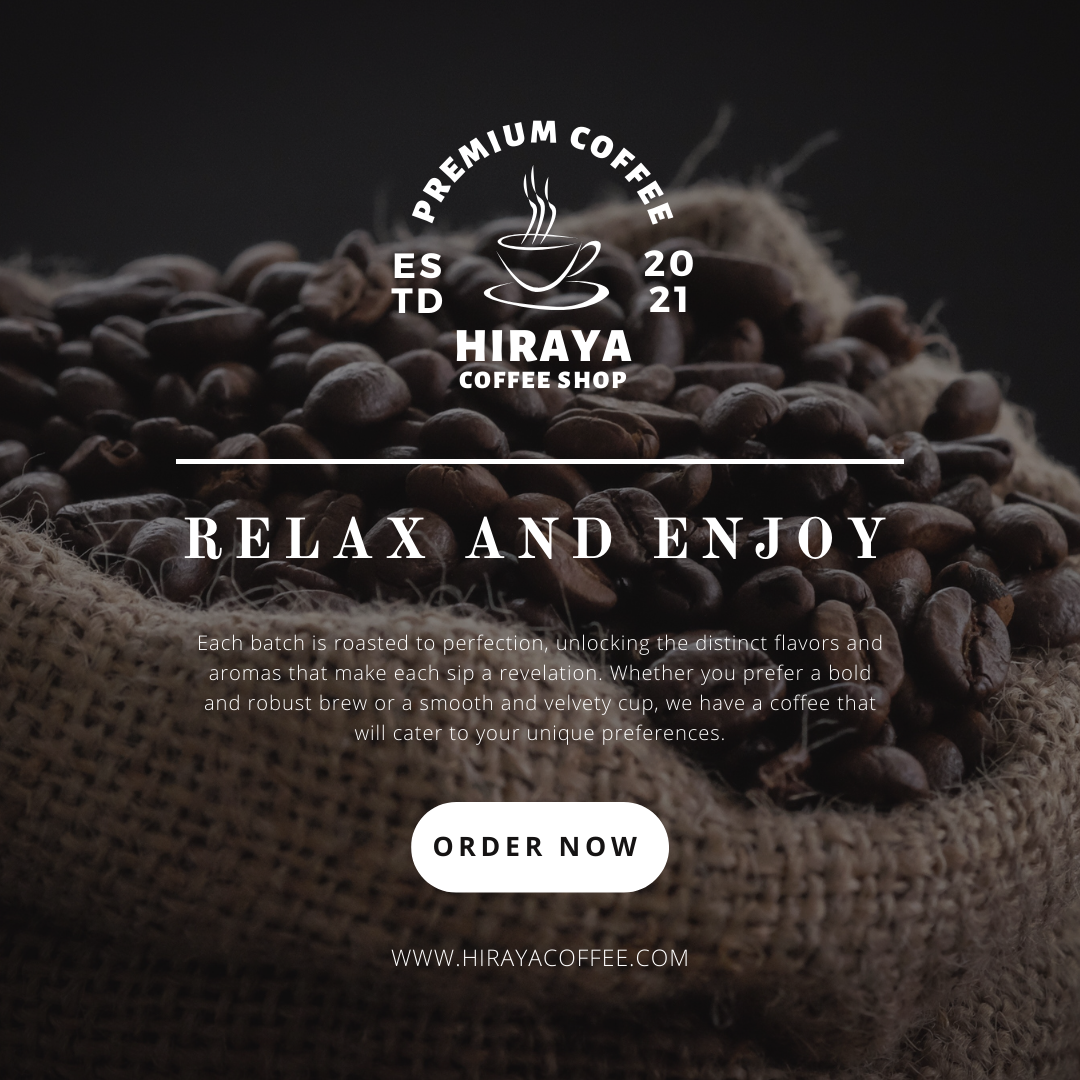 PREMIUM COFFEE
ES 20
TD 21
HIRAYA
COFFEE SHOP
RELAX AND ENJOY
Each batch is roasted to perfection, unlocking the distinct flavors and
aromas that make each sip a revelation. Whether you prefer a bold
and robust brew or a smooth and velvety cup, we have a coffee that
will cater to your unique preferences.
ORDER NOW
WWW.HIRAYACOFFEE.COM